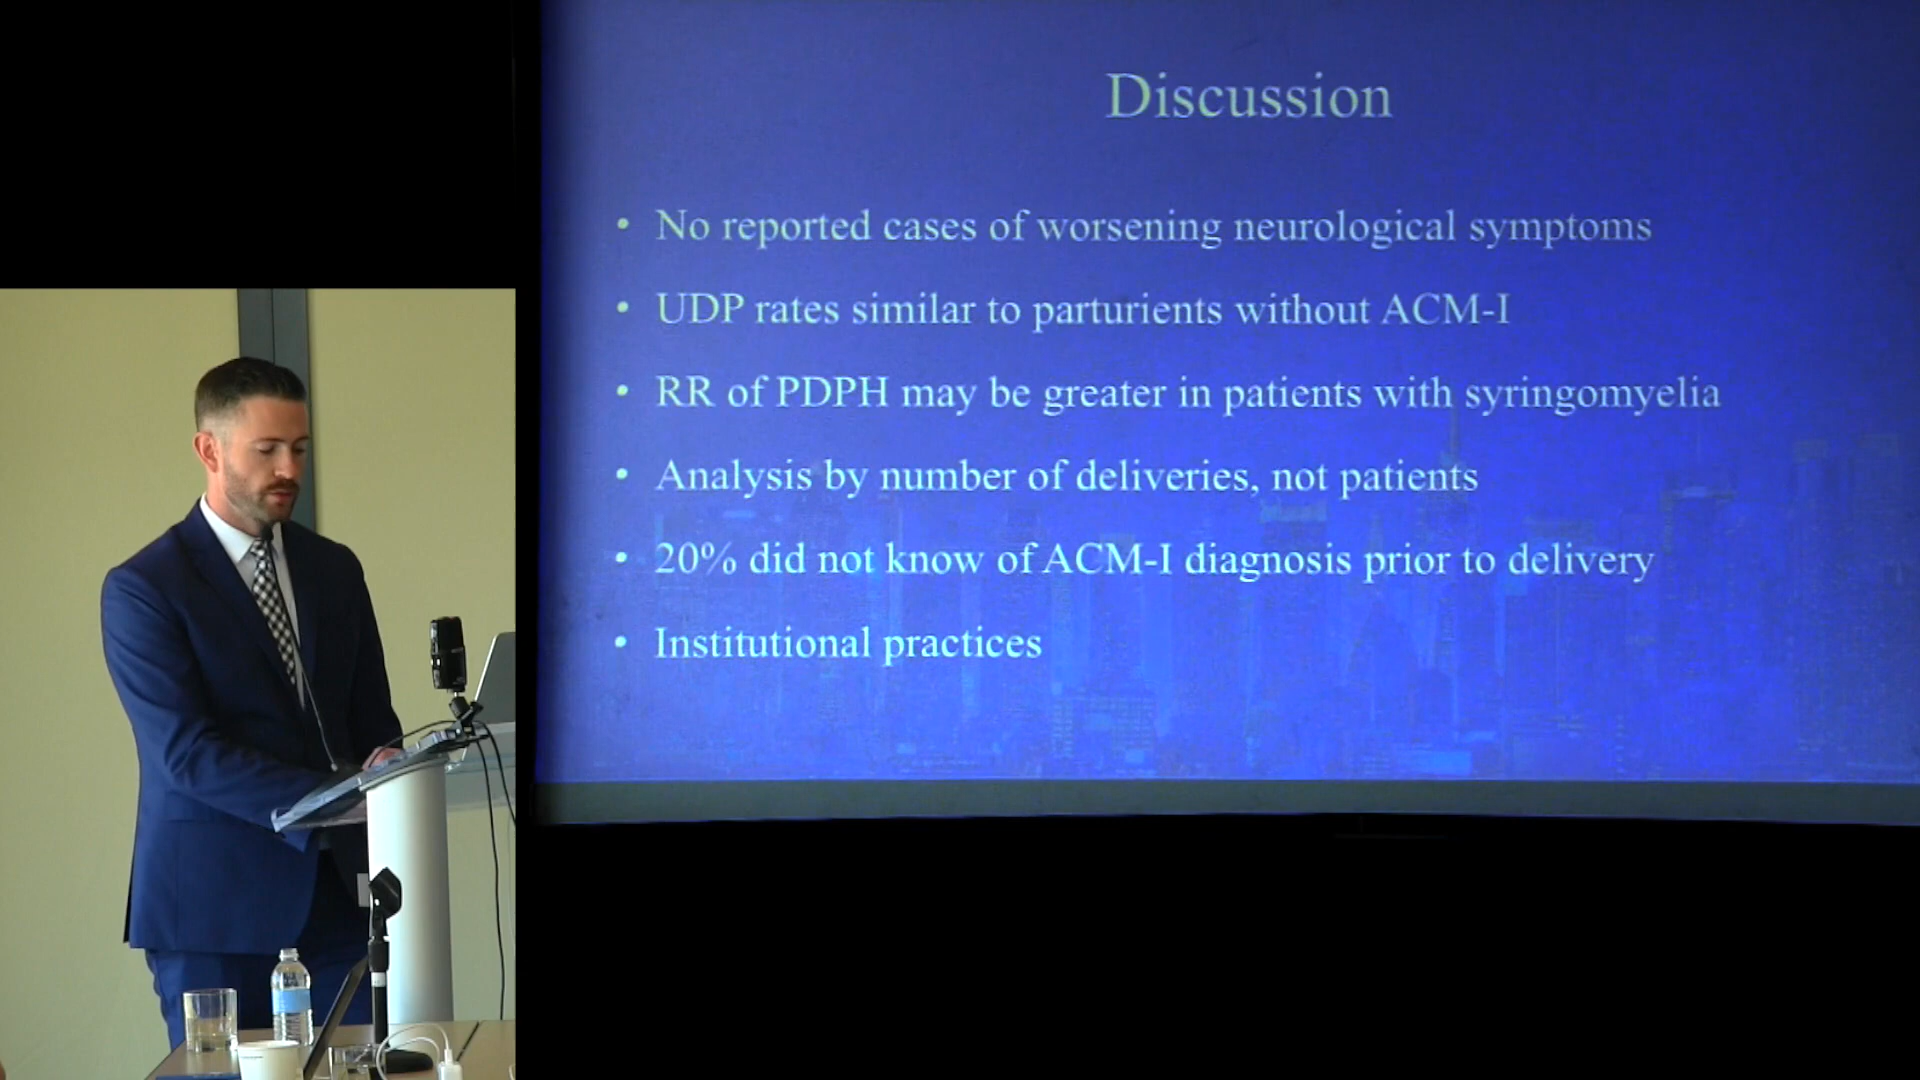 Discussion
• No reported cases of worsening neurological symptoms
• UDP rates similar to parturients without ACM-I
• RR of PDPH may be greater in patients with syringomyelia
• Analysis by number of deliveries, not patients
• 20% did not know of ACM-I diagnosis prior to delivery
• Institutional practices